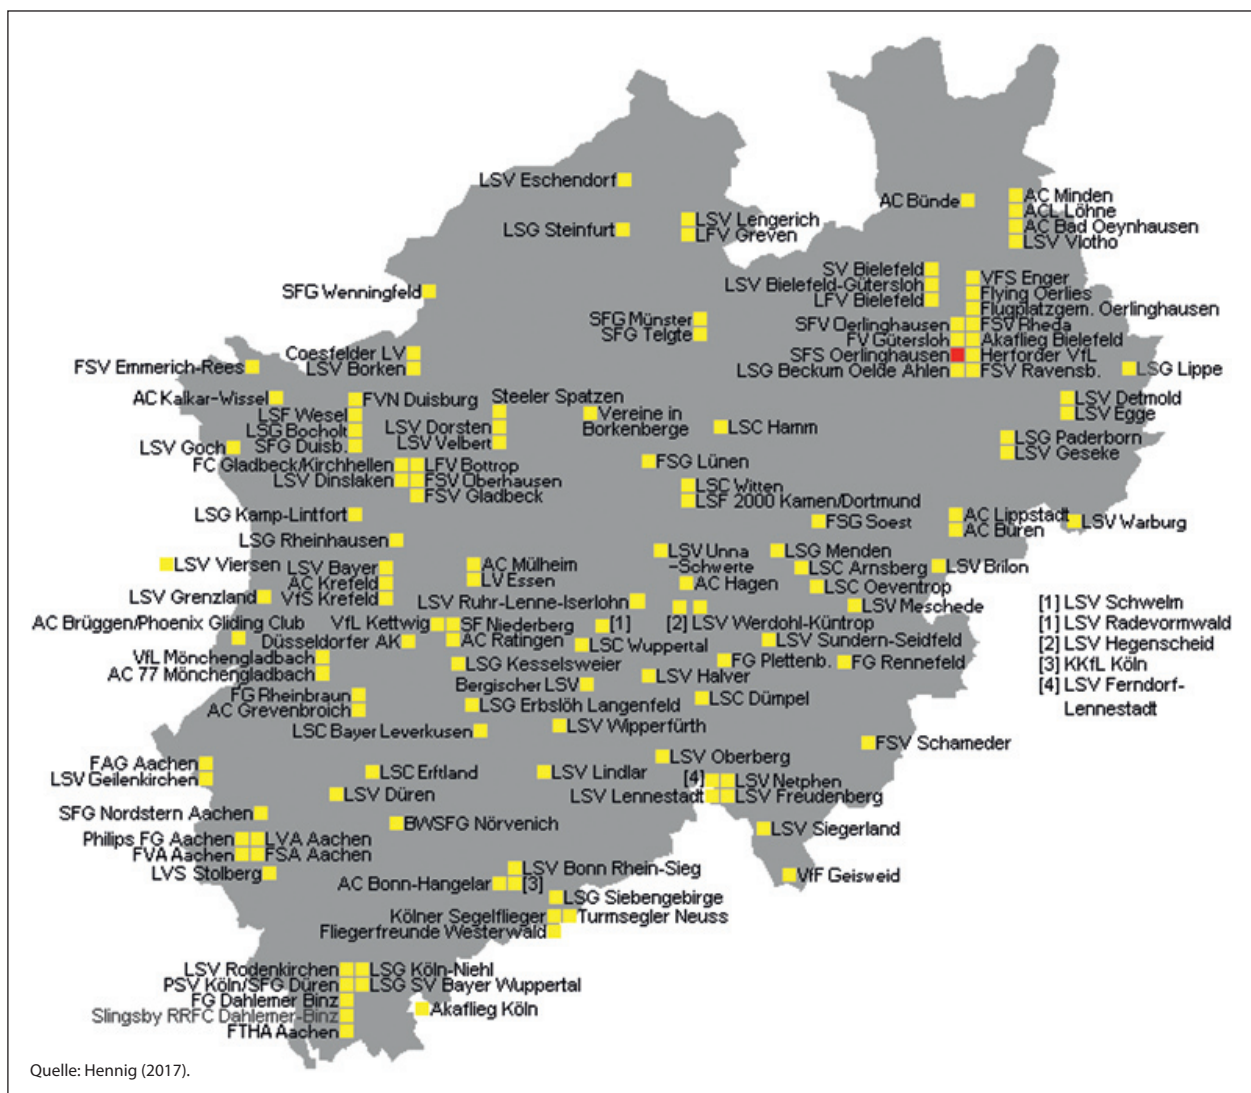 LSV Eschendorf
AC Bünde
AC Minden
ACL Löhne
AC Bad Oeynhausen
LSV Vlotho
LSG Steinfurt
LSV Lengerich
LFV Greven
SV Bielefeld
LSV Bielefeld-Gütersloh
LFV Bielefeld
VFS Enger
Flying Oerlies
Flugplatzgem. Oerlinghausen
SFG Wenningfeld
SFG Münster
SFG Telgte
SFV Oerlinghausen
FSV Rheda
FV Gütersloh
Akaflieg Bielefeld
SFS Oerlinghausen
Herforder VfL
LSG Beckum Oelde Ahlen
FSV Ravensb.
LSG Lippe
Coesfelder LV
LSV Borken
FSV Emmerich-Rees
AC Kalkar-Wissel
FVN Duisburg
LSF Wesel
LSG Bocholt
SFG Duisb.
LSV Goch
Steeler Spatzen
LSV Dorsten
LSV Velbert
Vereine in
Borkenberge
LSC Hamm
LSV Detmold
LSV Egge
LSG Paderborn
LSV Geseke
FC Gladbeck/Kirchhellen
LFV Bottrop
LSV Dinslaken
FSV Oberhausen
FSV Gladbeck
FSG Lünen
LSC Witten
LSF 2000 Kamen/Dortmund
LSG Kamp-Lintfort
FSG Soest
AC Lippstadt
AC Büren
LSV Warburg
LSG Rheinhausen
LSV Viersen
LSV Bayer
AC Krefeld
VfS Krefeld
AC Mülheim
LV Essen
LSV Unna
-Schwerte
AC Hagen
LSG Menden
LSC Arnsberg
LSC Oeventrop
LSV Brilon
LSV Grenzland
LSV Ruhr-Lenne-Iserlohn
LSV Meschede
AC Brüggen/Phoenix Gliding Club
VfL Kettwig
SF Niederberg
[1]
[2] LSV Werdohl-Küntrop
Düsseldorfer AK
AC Ratingen
LSC Wuppertal
LSV Sundern-Seidfeld
VfL Mönchengladbach
AC 77 Mönchengladbach
LSG Kesselsweier
FG Plettenb.
FG Rennefeld
Bergischer LSV
LSV Halver
FG Rheinbraun
AC Grevenbroich
LSG Erbslöh Langenfeld
LSC Dümpel
LSC Bayer Leverkusen
LSV Wipperfürth
FSV Schameder
[1] LSV Schwelm
[1] LSV Radevormwald
[2] LSV Hegenscheid
[3] KKfL Köln
[4] LSV Ferndorf-
Lennestadt
FAG Aachen
LSV Geilenkirchen
LSC Erftland
LSV Lindlar
LSV Oberberg
[4]
LSV Netphen
LSV Lennestadt
LSV Freudenberg
LSV Düren
SFG Nordstern Aachen
BWSFG Nörvenich
LSV Siegerland
Philips FG Aachen
LVA Aachen
FVA Aachen
FSA Aachen
LVS Stolberg
LSV Bonn Rhein-Sieg
AC Bonn-Hangelar
[3]
VfF Geisweid
LSG Siebengebirge
Kölner Segelflieger
Turmsegler Neuss
Fliegerfreunde Westerwald
LSV Rodenkirchen
LSG Köln-Niehl
PSV Köln/SFG Düren
LSG SV Bayer Wuppertal
FG Dahlemer Binz
Slingsby RRFC Dahlemer-Binz
Akaflieg Köln
FTHA Aachen
Quelle: Hennig (2017).